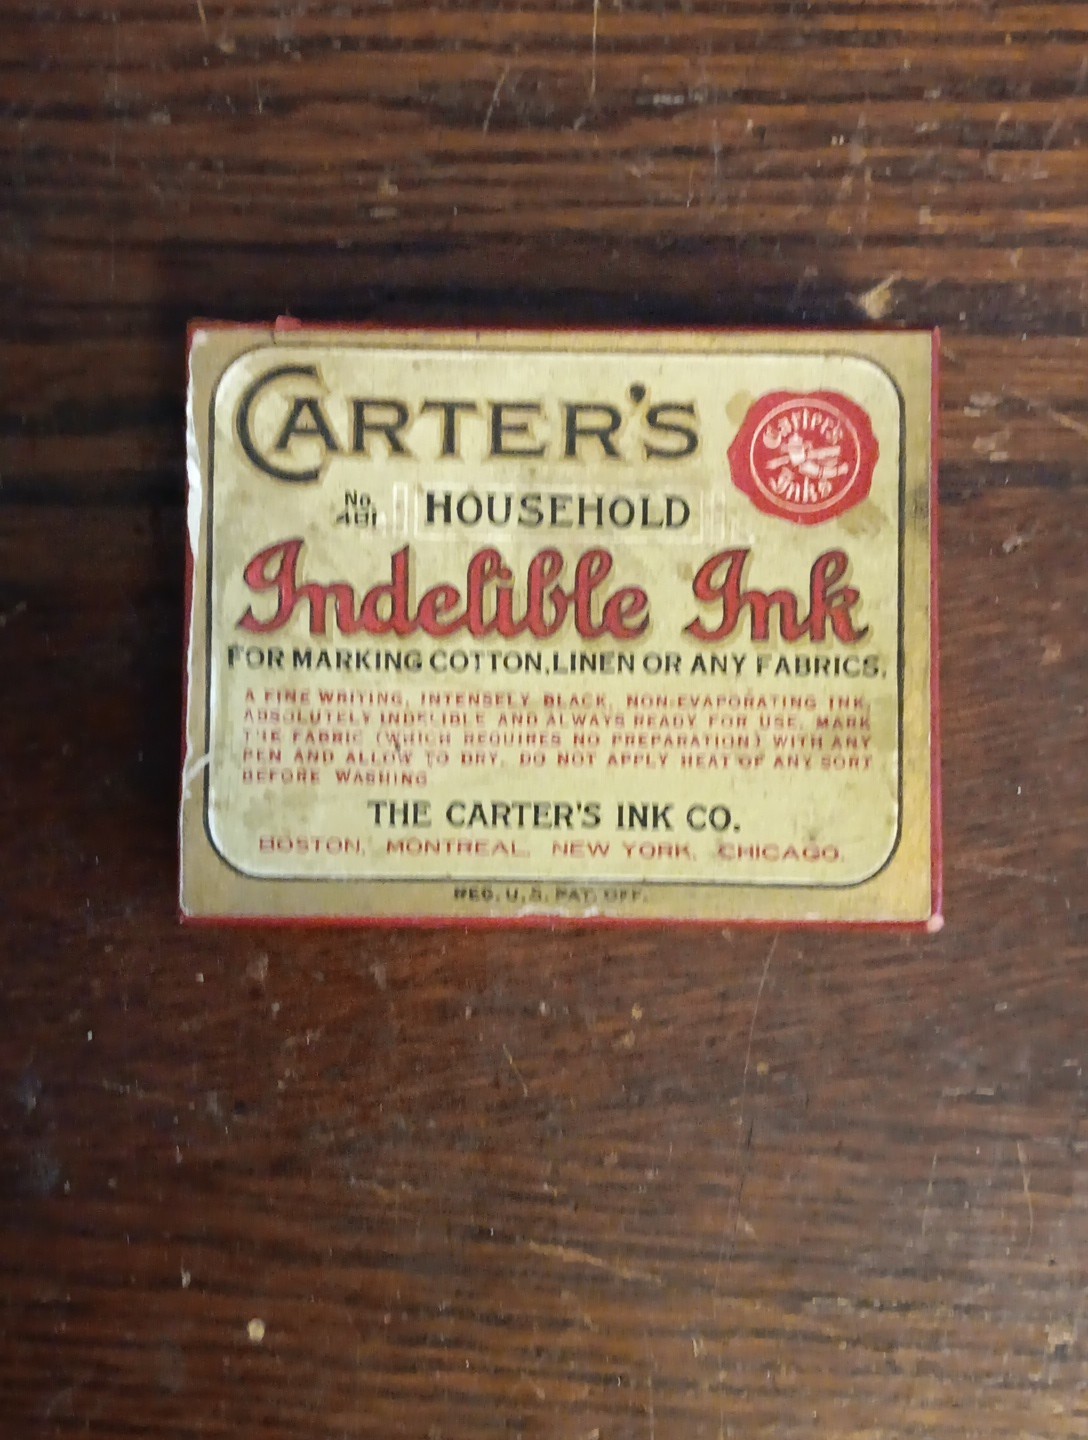 CARTER'S
Carter's
Inks
No. 481 HOUSEHOLD
Indelible Ink
FOR MARKING COTTON, LINEN OR ANY FABRICS.
A FINE WRITING, INTENSELY BLACK, NON-EVAPORATING INK,
ABSOLUTELY INDELIBLE AND ALWAYS READY FOR USE. MARK
THE FABRIC (WHICH REQUIRES NO PREPARATION) WITH ANY
PEN AND ALLOW TO DRY. DO NOT APPLY HEAT OF ANY SORT
BEFORE WASHING
THE CARTER'S INK CO.
BOSTON, MONTREAL, NEW YORK, CHICAGO.
REG. U.S. PAT. OFF.